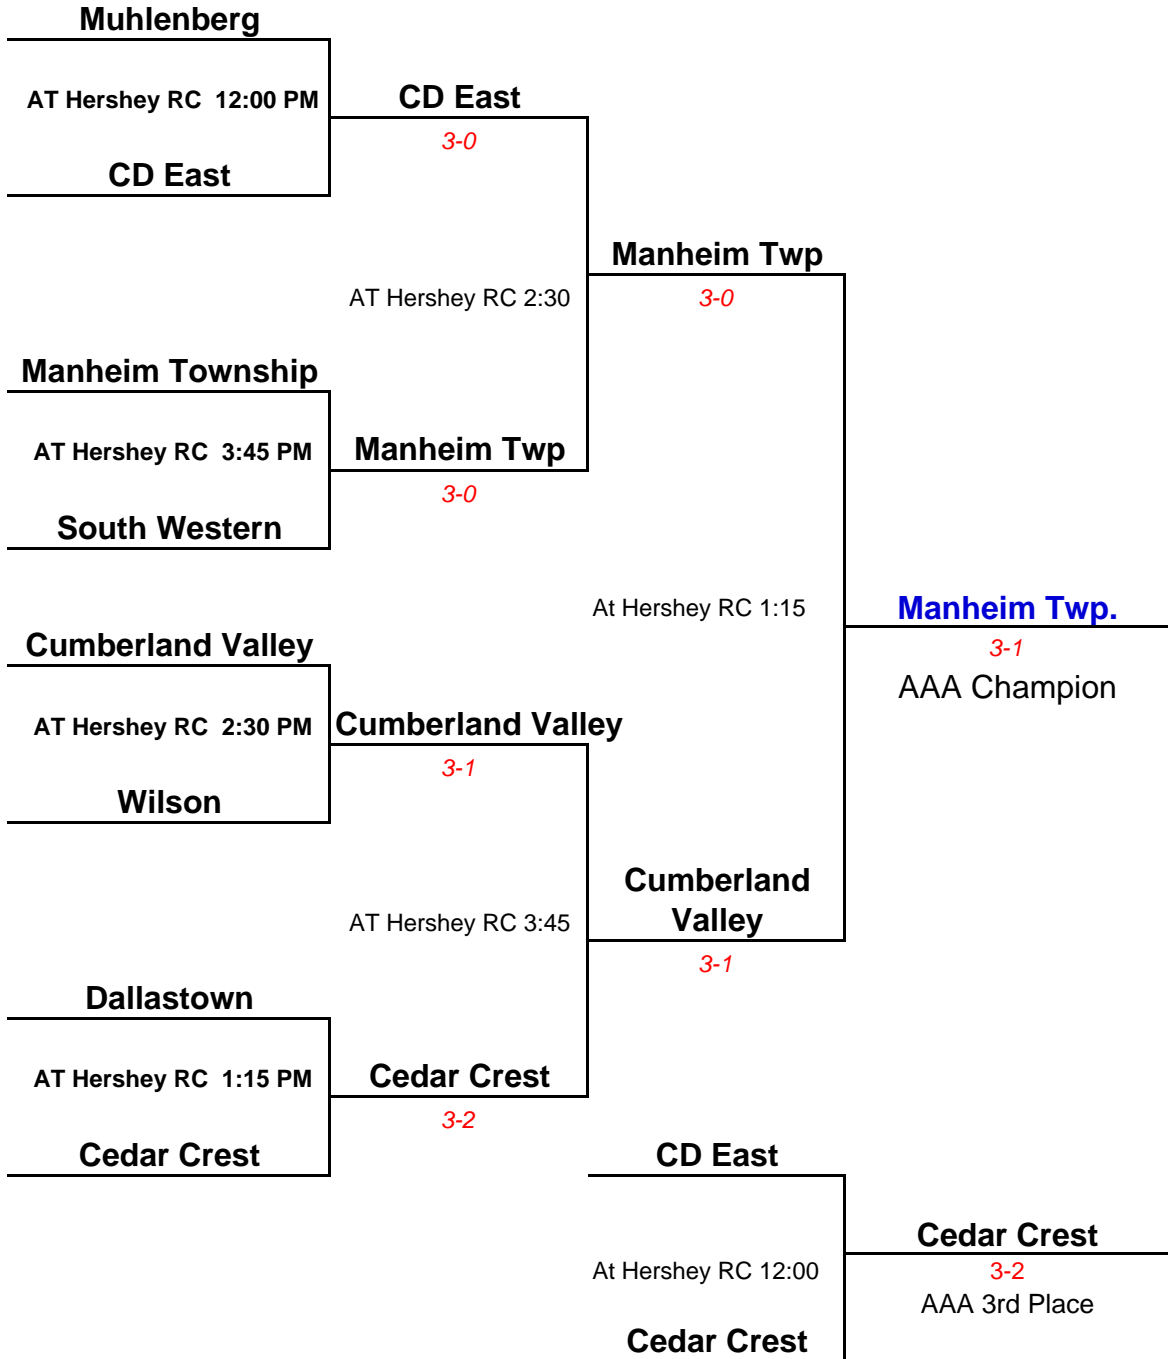 Muhlenberg
AT Hershey RC  12:00 PM
CD East
3-0
CD East
Manheim Twp
AT Hershey RC 2:30
3-0
Manheim Township
AT Hershey RC  3:45 PM
Manheim Twp
3-0
South Western
At Hershey RC 1:15
Manheim Twp.
3-1
AAA Champion
Cumberland Valley
AT Hershey RC  2:30 PM
Cumberland Valley
3-1
Wilson
Cumberland
Valley
AT Hershey RC 3:45
3-1
Dallastown
AT Hershey RC  1:15 PM
Cedar Crest
3-2
Cedar Crest
CD East
Cedar Crest
At Hershey RC 12:00
3-2
AAA 3rd Place
Cedar Crest